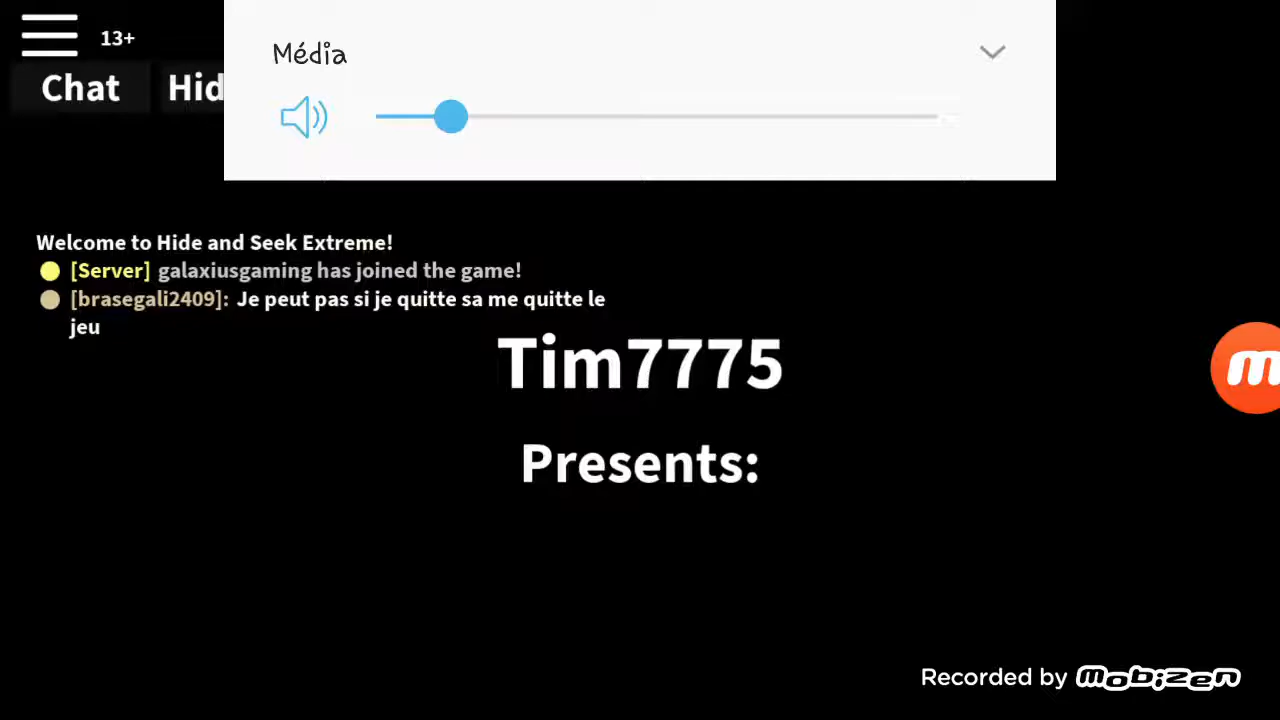 13+
Média
Chat
Hid
Welcome to Hide and Seek Extreme!
[Server] galaxiusgaming has joined the game!
[brasegali2409]: Je peut pas si je quitte sa me quitte le
jeu
Tim7775
Presents:
Recorded by mobizen